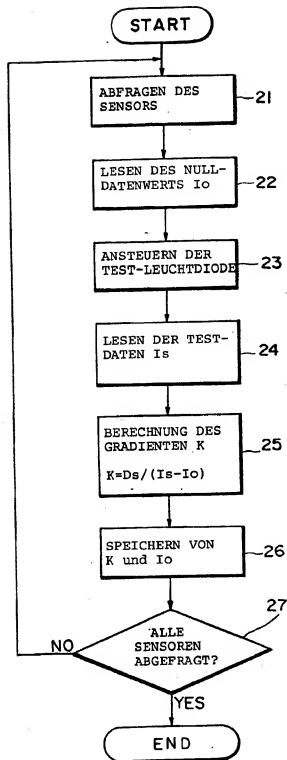 START
ABFRAGEN DES
SENSORS
21
LESEN DES NULL-
DATENWERTS Io
22
ANSTEUERN DER
TEST-LEUCHTDIODE
23
LESEN DER TEST-
DATEN Is
24
BERECHNUNG DES
GRADIENTEN K
K=Ds/(Is-Io)
25
SPEICHERN VON
K und Io
26
27
ALLE
SENSOREN
ABGEFRAGT?
NO
YES
END